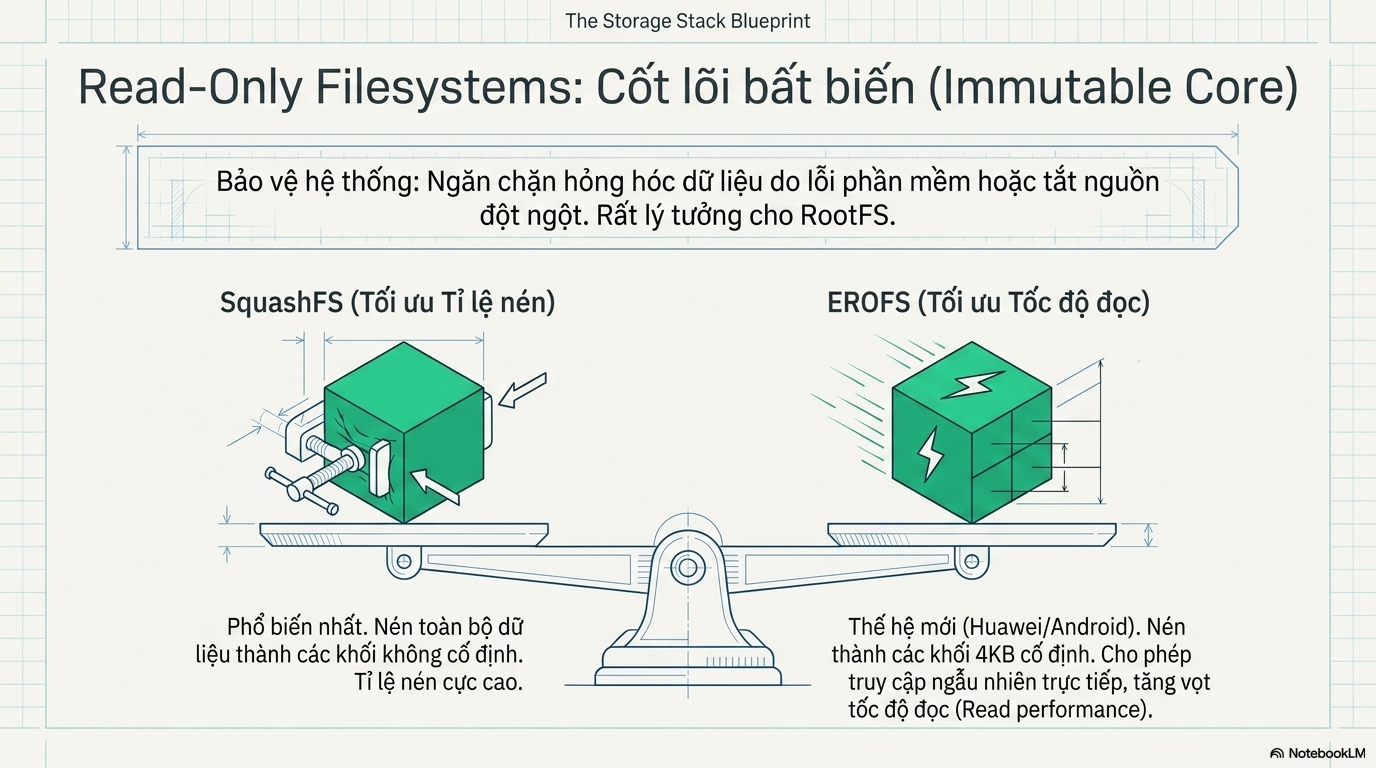 The Storage Stack Blueprint
Read-Only Filesystems: Cốt lõi bất biến (Immutable Core)
Bảo vệ hệ thống: Ngăn chặn hỏng hóc dữ liệu do lỗi phần mềm hoặc tắt nguồn
đột ngột. Rất lý tưởng cho RootFS.
SquashFS (Tối ưu Tỉ lệ nén)
Phổ biến nhất. Nén toàn bộ dữ
liệu thành các khối không cố định.
Tỉ lệ nén cực cao.
EROFS (Tối ưu Tốc độ đọc)
Thế hệ mới (Huawei/Android). Nén
thành các khối 4KB cố định. Cho phép
truy cập ngẫu nhiên trực tiếp, tăng vọt
tốc độ đọc (Read performance).
NotebookLM